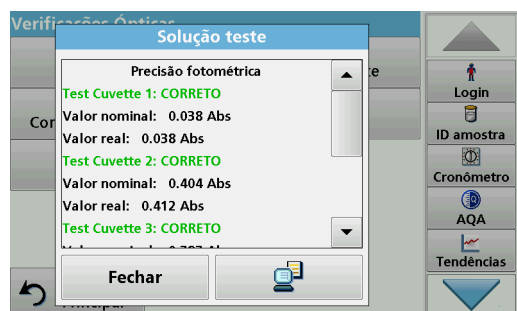 Verificações Ópticas
Solução teste
Precisão fotométrica
Test Cuvette 1: CORRETO
Valor nominal: 0.038 Abs
Valor real: 0.038 Abs
Test Cuvette 2: CORRETO
Valor nominal: 0.404 Abs
Valor real: 0.412 Abs
Test Cuvette 3: CORRETO
Fechar
Login
ID amostra
Cronômetro
AQA
Tendências
Principal